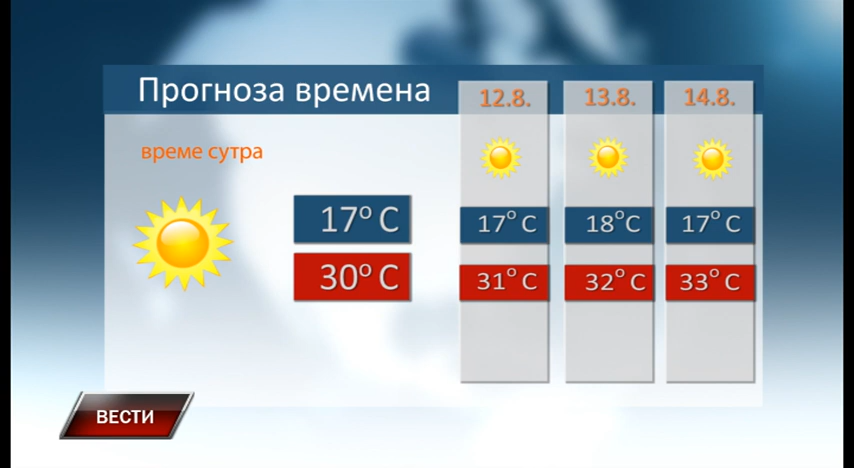 Прогноза времена
време сутра
17° C
30° C
12.8. 13.8. 14.8.
17° C 18°C 17° C
31° C 32° C 33° C
ВЕСТИ